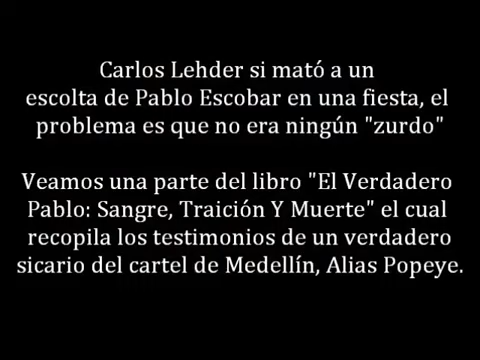 Carlos Lehder si mató a un
escolta de Pablo Escobar en una fiesta, el
problema es que no era ningún "zurdo"
Veamos una parte del libro "El Verdadero
Pablo: Sangre, Traición Y Muerte" el cual
recopila los testimonios de un verdadero
sicario del cartel de Medellín, Alias Popeye.